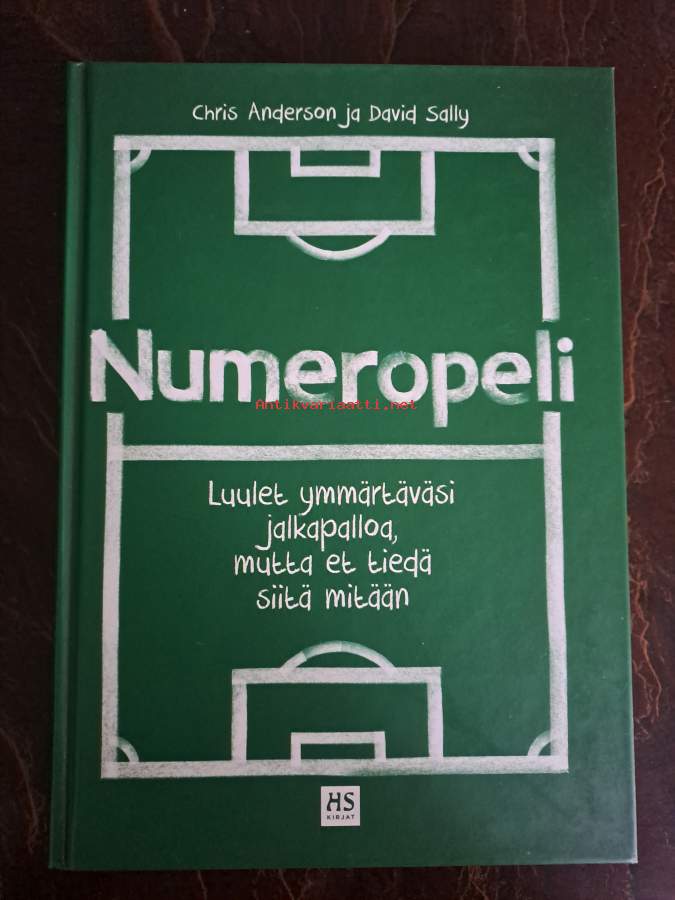 Chris Anderson ja David Sally
Numeropeli
Antikvariaatti.net
Luulet ymmärtäväsi
jalkapalloa,
mutta et tiedä
siitä mitään
HS
KIRJAT